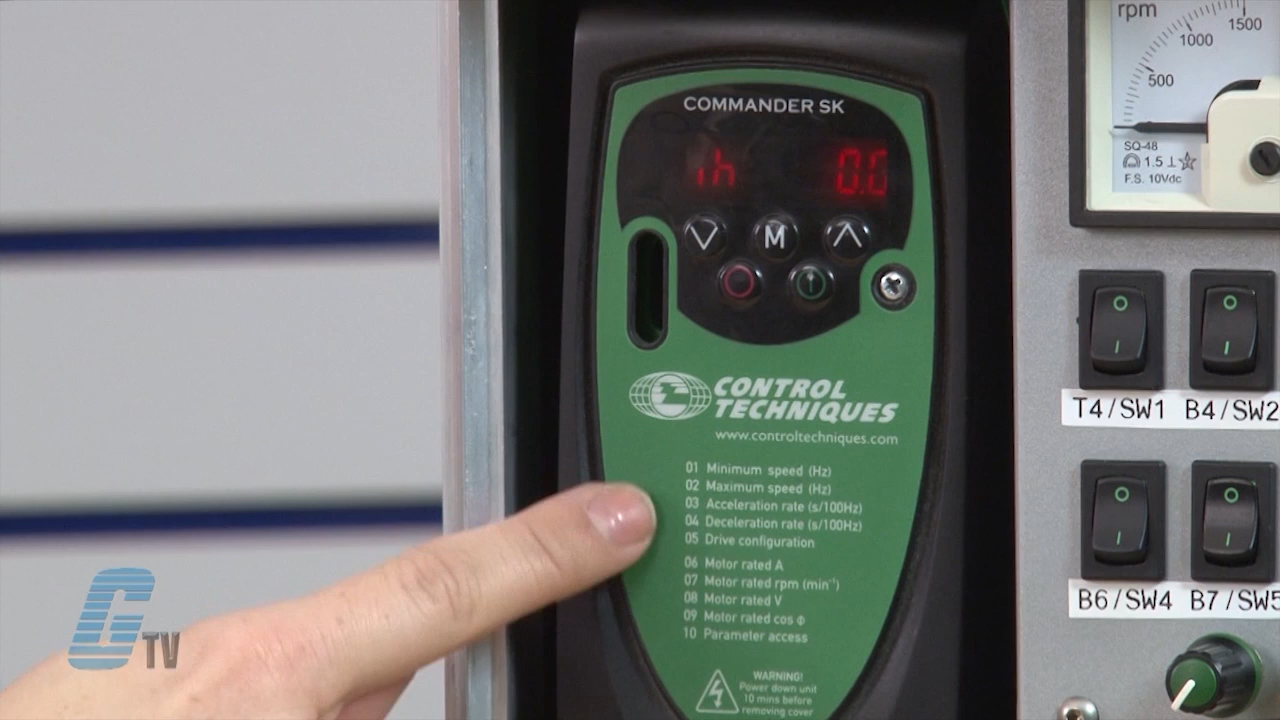 COMMANDER SK
ih 0.0
V M Λ
CONTROL
TECHNIQUES
www.controltechniques.com
01 Minimum speed (Hz)
02 Maximum speed (Hz)
03 Acceleration rate (s/100Hz)
04 Deceleration rate (s/100Hz)
05 Drive configuration
06 Motor rated A
07 Motor rated rpm (min⁻¹)
08 Motor rated V
09 Motor rated cos ϕ
10 Parameter access
WARNING!
Power down unit
10 mins before
removing cover
rpm
500
1000
1500
SQ-48
1.5
F.S. 10Vdc
T4/SW1 B4/SW2
B6/SW4 B7/SW5
G TV